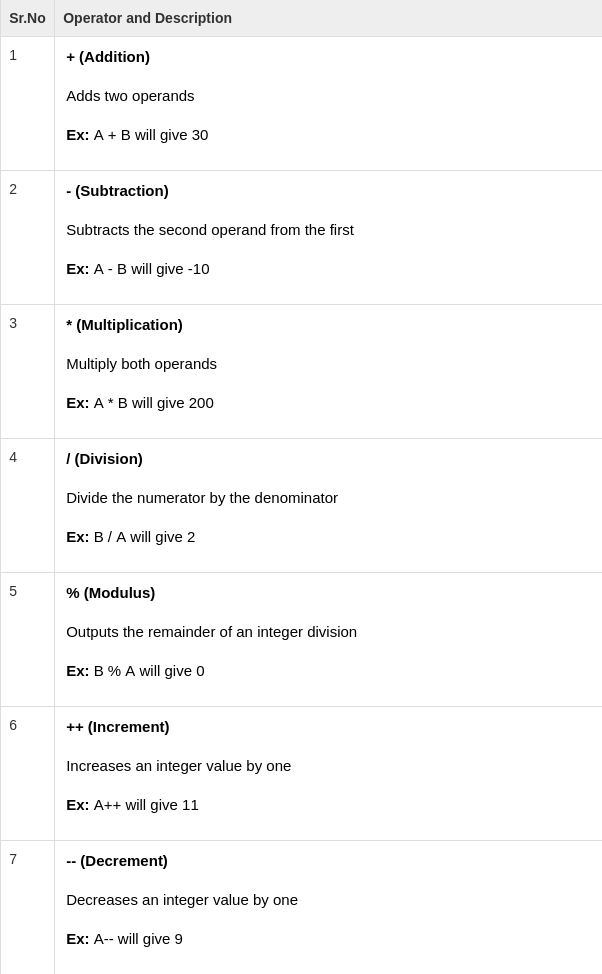 Sr.No Operator and Description
1 + (Addition)
Adds two operands
Ex: A + B will give 30
2 - (Subtraction)
Subtracts the second operand from the first
Ex: A - B will give -10
3 * (Multiplication)
Multiply both operands
Ex: A * B will give 200
4 / (Division)
Divide the numerator by the denominator
Ex: B / A will give 2
5 % (Modulus)
Outputs the remainder of an integer division
Ex: B % A will give 0
6 ++ (Increment)
Increases an integer value by one
Ex: A++ will give 11
7 -- (Decrement)
Decreases an integer value by one
Ex: A-- will give 9